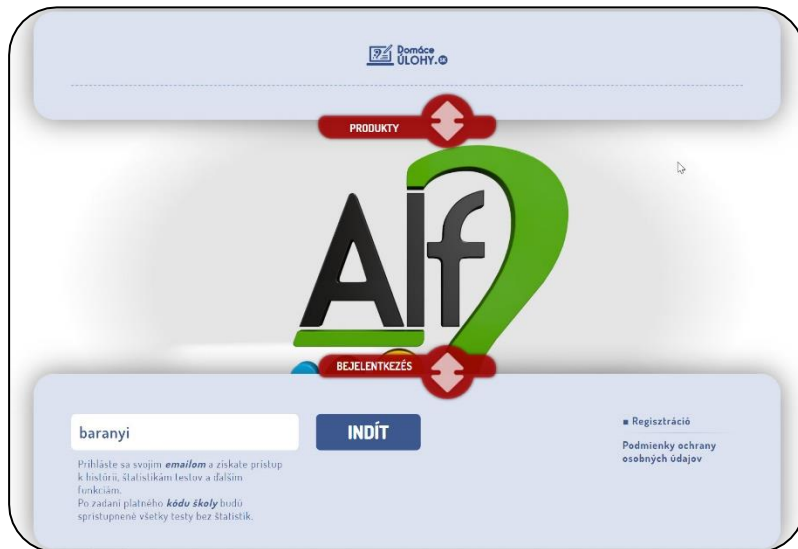 Domáce
ÚLOHY.SK
PRODUKTY
Alf
BEJELENTKEZÉS
baranyi
INDÍT
Prihláste sa svojim emailom a získate prístup
k histórii, štatistikám testov a ďalším
funkciám.
Po zadaní platného kódu školy budú
sprístupnené všetky testy bez štatistík.
Regisztráció
Podmienky ochrany
osobných údajov